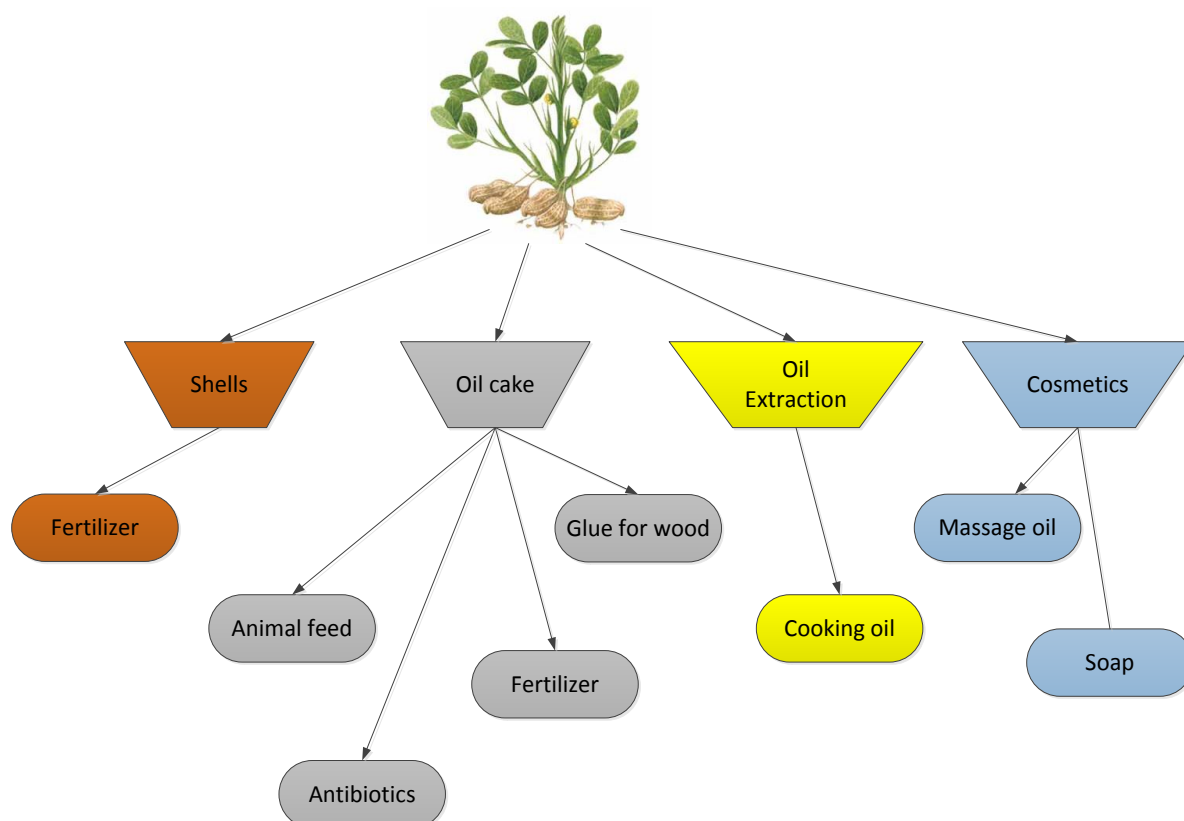 Shells
Oil cake
Oil
Extraction
Cosmetics
Fertilizer
Glue for wood
Massage oil
Animal feed
Cooking oil
Fertilizer
Soap
Antibiotics